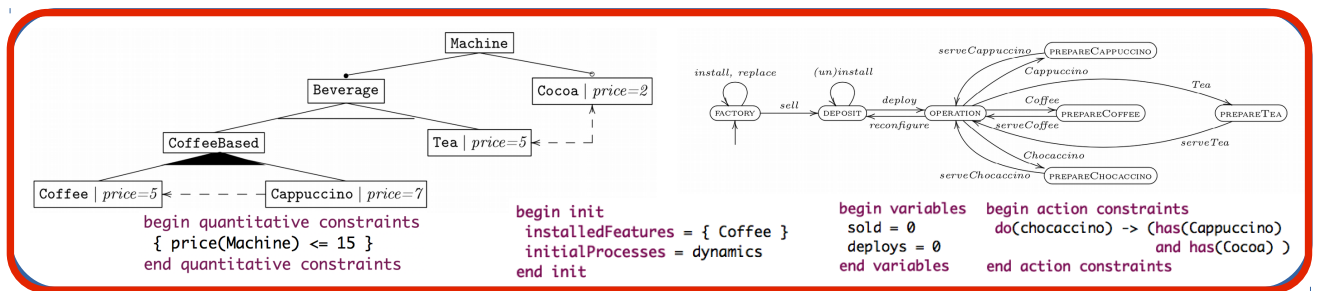 Machine
Beverage
Cocoa | price=2
CoffeeBased
Tea | price=5
Coffee | price=5
Cappuccino | price=7
begin quantitative constraints
{ price(Machine) <= 15 }
end quantitative constraints
begin init
installedFeatures = { Coffee }
initialProcesses = dynamics
end init
install, replace
(un)install
FACTORY
sell
DEPOSIT
deploy
reconfigure
OPERATION
serveCappuccino
PREPARECAPPUCCINO
Cappuccino
Tea
Coffee
PREPARECOFFEE
serveCoffee
PREPARETEA
serveTea
Chocaccino
serveChocaccino
PREPARECHOCACCINO
begin variables
sold = 0
deploys = 0
end variables
begin action constraints
do(chocaccino) -> (has(Cappuccino)
and has(Cocoa) )
end action constraints